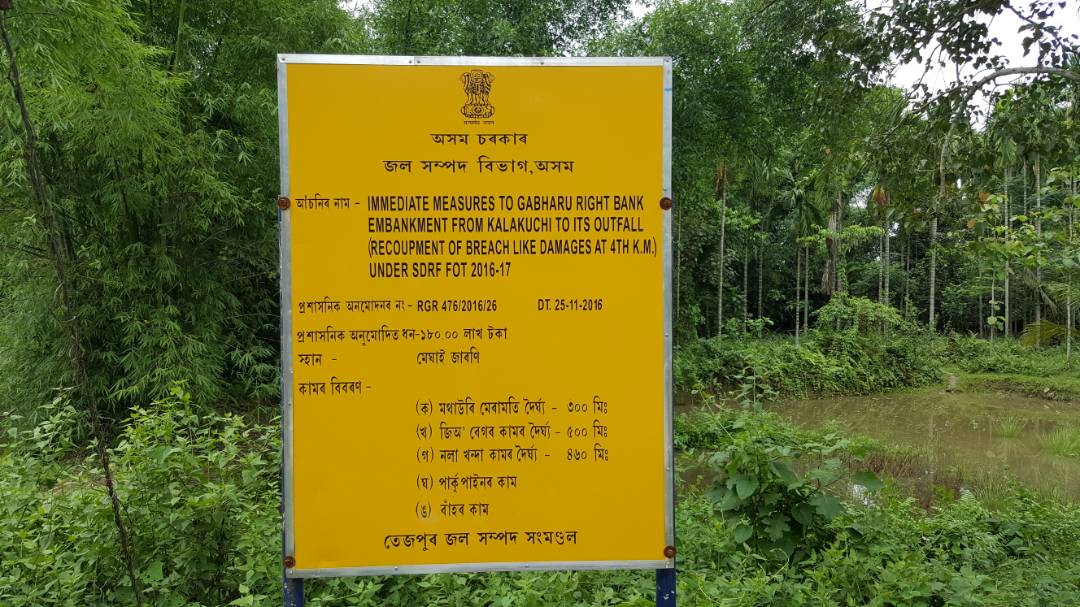 অসম চৰকাৰ
জল সম্পদ বিভাগ,অসম
আঁচনিৰ নাম - IMMEDIATE MEASURES TO GABHARU RIGHT BANK
EMBANKMENT FROM KALAKUCHI TO ITS OUTFALL
(RECOUPMENT OF BREACH LIKE DAMAGES AT 4TH K.M.)
UNDER SDRF FOT 2016-17
প্ৰশাসনিক অনমোদনৰ নং - RGR 476/2016/26 DT. 25-11-2016
প্ৰশাসনিক অনুমোদিত ধন-১৮০.০০ লাখ টকা
স্হান - মেঘাই জাৰণি
কামৰ বিবৰণ -
(ক) মথাউৰি মেৰামতি দৈৰ্ঘ্য - ৩০০ মিঃ
(খ) জিঅ' বেগৰ কামৰ দৈৰ্ঘ্য - ৫০০ মিঃ
(গ) নলা খন্দা কামৰ দৈৰ্ঘ্য - ৪৬০ মিঃ
(ঘ) পাৰ্কৃপাইনৰ কাম
(ঙ) বাঁহৰ কাম
তেজপুৰ জল সম্পদ সংমণ্ডল